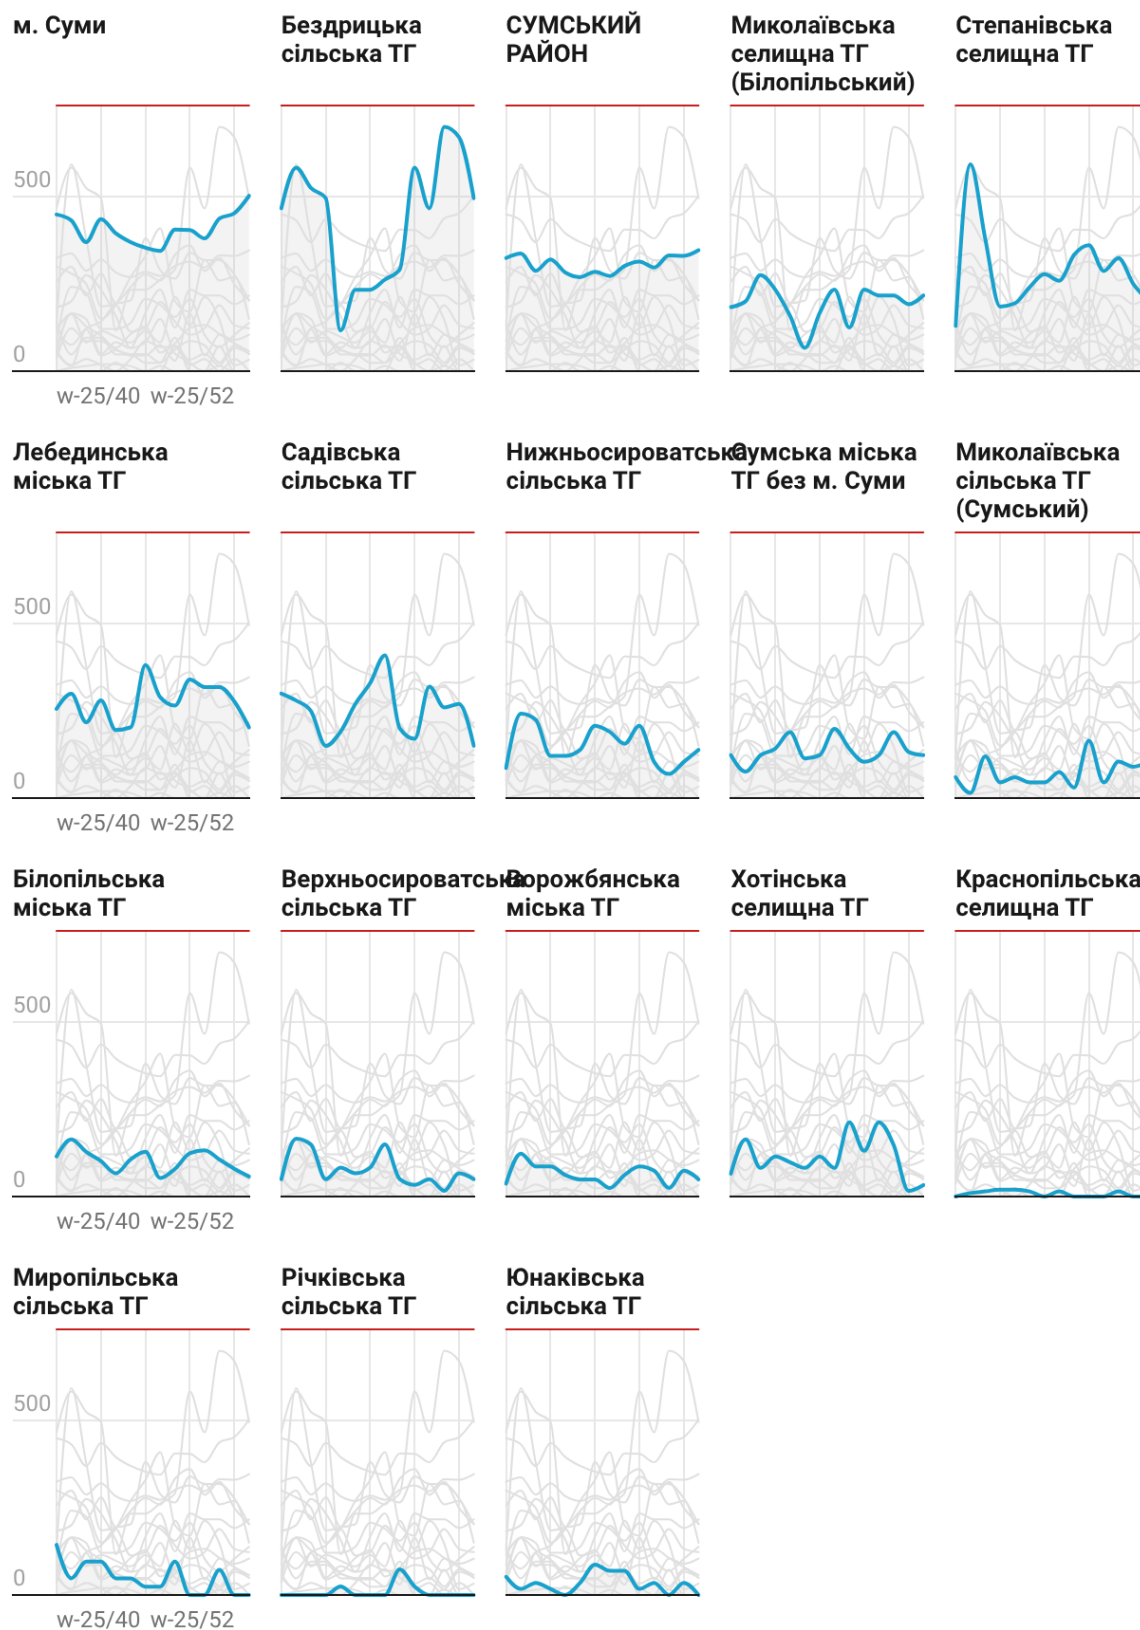 м. Суми
Бездрицька
сільська ТГ
СУМСЬКИЙ
РАЙОН
Миколаївська
селищна ТГ
(Білопільський)
Степанівська
селищна ТГ
500
0
w-25/40 w-25/52
Лебединська
міська ТГ
Садівська
сільська ТГ
Нижньосироватська
сільська ТГ
Сумська міська
ТГ без м. Суми
Миколаївська
сільська ТГ
(Сумський)
500
0
w-25/40 w-25/52
Білопільська
міська ТГ
Верхньосироватська
сільська ТГ
Ворожбянська
міська ТГ
Хотінська
селищна ТГ
Краснопільська
селищна ТГ
500
0
w-25/40 w-25/52
Миропільська
сільська ТГ
Річківська
сільська ТГ
Юнаківська
сільська ТГ
500
0
w-25/40 w-25/52